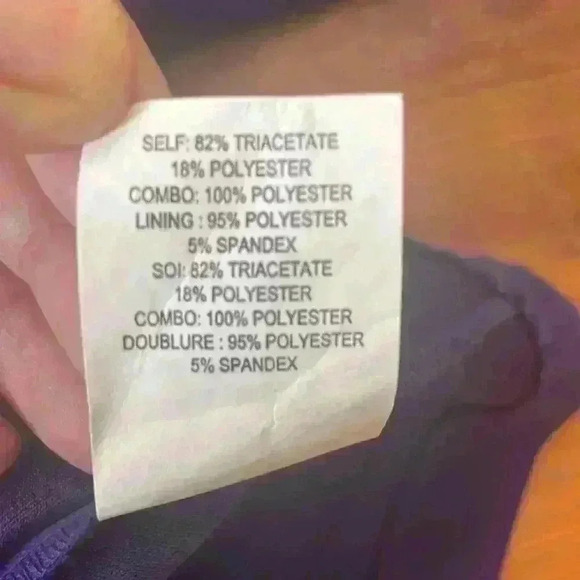 SELF: 82% TRIACETATE
18% POLYESTER
COMBO: 100% POLYESTER
LINING : 95% POLYESTER
5% SPANDEX
SOI: 82% TRIACETATE
18% POLYESTER
COMBO: 100% POLYESTER
DOUBLURE : 95% POLYESTER
5% SPANDEX